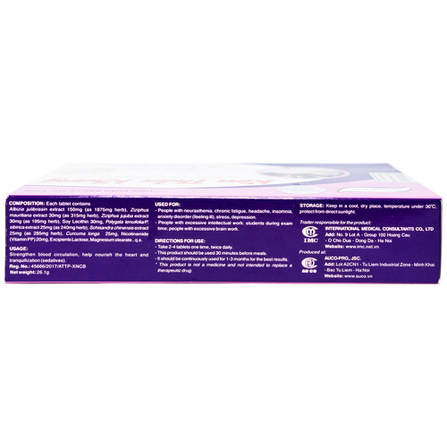 COMPOSITION: Each tablet contains
Albizia julibrissin extract 150mg (as 1875mg herb), Ziziphus
mauritiana extract 30mg (as 315mg herb), Ziziphus jujuba extract
30mg (as 195mg herb), Soy Lecithin 30mg, Polygala tenuifolia/P.
sibirica extract 25mg (as 240mg herb), Schisandra chinensis extract
25mg (as 285mg herb), Curcuma longa 25mg, Nicotinamide
(Vitamin PP) 20mg, Excipients Lactose, Magnesium stearate.. q.s.
USAGE:
Strengthen blood circulation, help nourish the heart and
tranquilization (sedatives).
Reg. No.: 45666/2017/ATTP-XNCB
Net weight: 26.1g
USED FOR:
- People with neurasthenia, chronic fatigue, headache, insomnia,
anxiety-disorder (feeling ill), stress, depression.
- People with excessive intellectual work: students during exam
time; people with excessive brain work.
DIRECTIONS FOR USE:
- Take 2-4 tablets one time, twice daily.
- This product should be used 30 minutes before meals.
- It should be continuously used for 1-3 months for the best results.
* This product is not a medicine and not intended to replace a
therapeutic drug
STORAGE: Keep in a cool, dry place, temperature under 30°C,
protect from direct sunlight.
Trader responsible for the product:
IMC
INTERNATIONAL MEDICAL CONSULTANTS CO., LTD
Add: No. 9 Lot A - Group 100 Hoang Cau
- O Cho Dua - Dong Da - Ha Noi
Website: www.imc.net.vn
Produced at:
AUCO-PRO, JSC.
Add: Lot A2CN1 - Tu Liem Industrial Zone - Minh Khai
- Bac Tu Liem - Ha Noi
Website: www.auco.vn